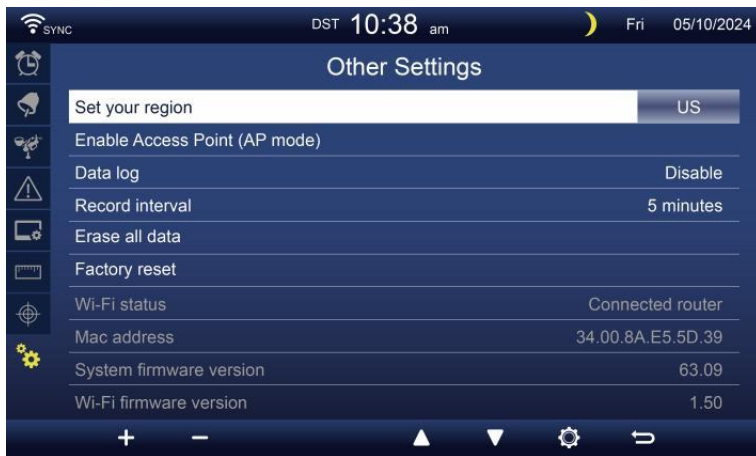 SYNC DST 10:38 am Fri 05/10/2024
Other Settings
Set your region US
Enable Access Point (AP mode)
Data log Disable
Record interval 5 minutes
Erase all data
Factory reset
Wi-Fi status Connected router
Mac address 34.00.8A.E5.5D.39
System firmware version 63.09
Wi-Fi firmware version 1.50